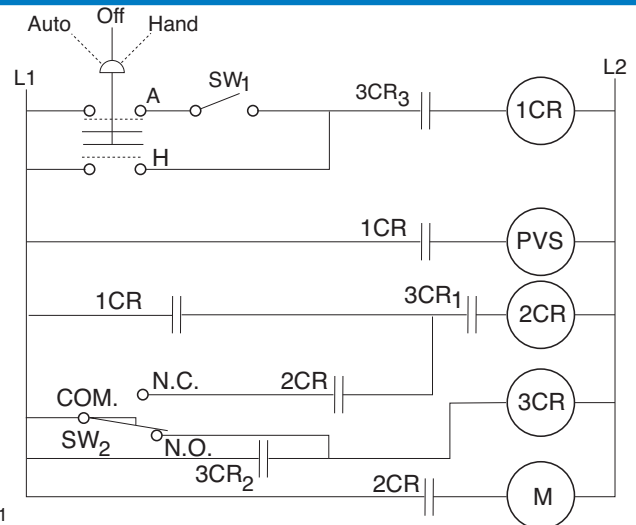 Auto Off Hand
L1 L2
A SW1 3CR3 1CR
H
1CR PVS
1CR 3CR1 2CR
N.C. 2CR
COM. 3CR
SW2 N.O.
3CR2 2CR M
1